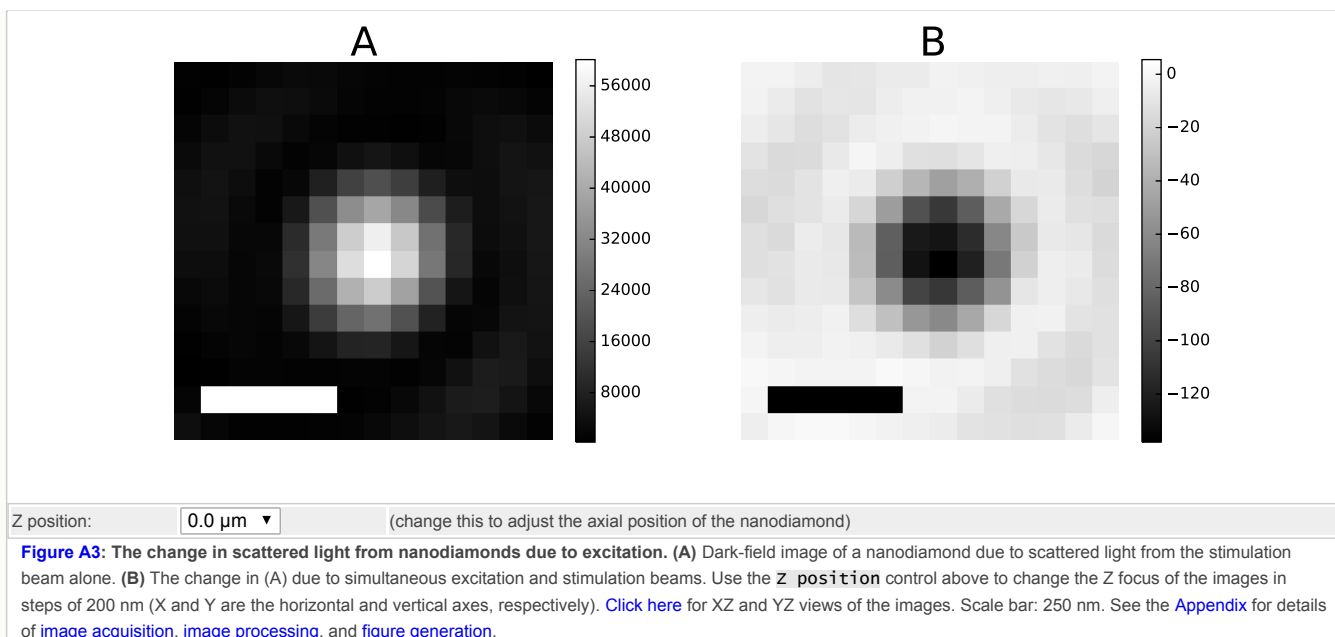 A
B
56000
48000
40000
32000
24000
16000
8000
0
−20
−40
−60
−80
−100
−120
Z position: 0.0 µm ▼ (change this to adjust the axial position of the nanodiamond)
Figure A3: The change in scattered light from nanodiamonds due to excitation. (A) Dark-field image of a nanodiamond due to scattered light from the stimulation
beam alone. (B) The change in (A) due to simultaneous excitation and stimulation beams. Use the Z position control above to change the Z focus of the images in
steps of 200 nm (X and Y are the horizontal and vertical axes, respectively). Click here for XZ and YZ views of the images. Scale bar: 250 nm. See the Appendix for details
of image acquisition, image processing, and figure generation.